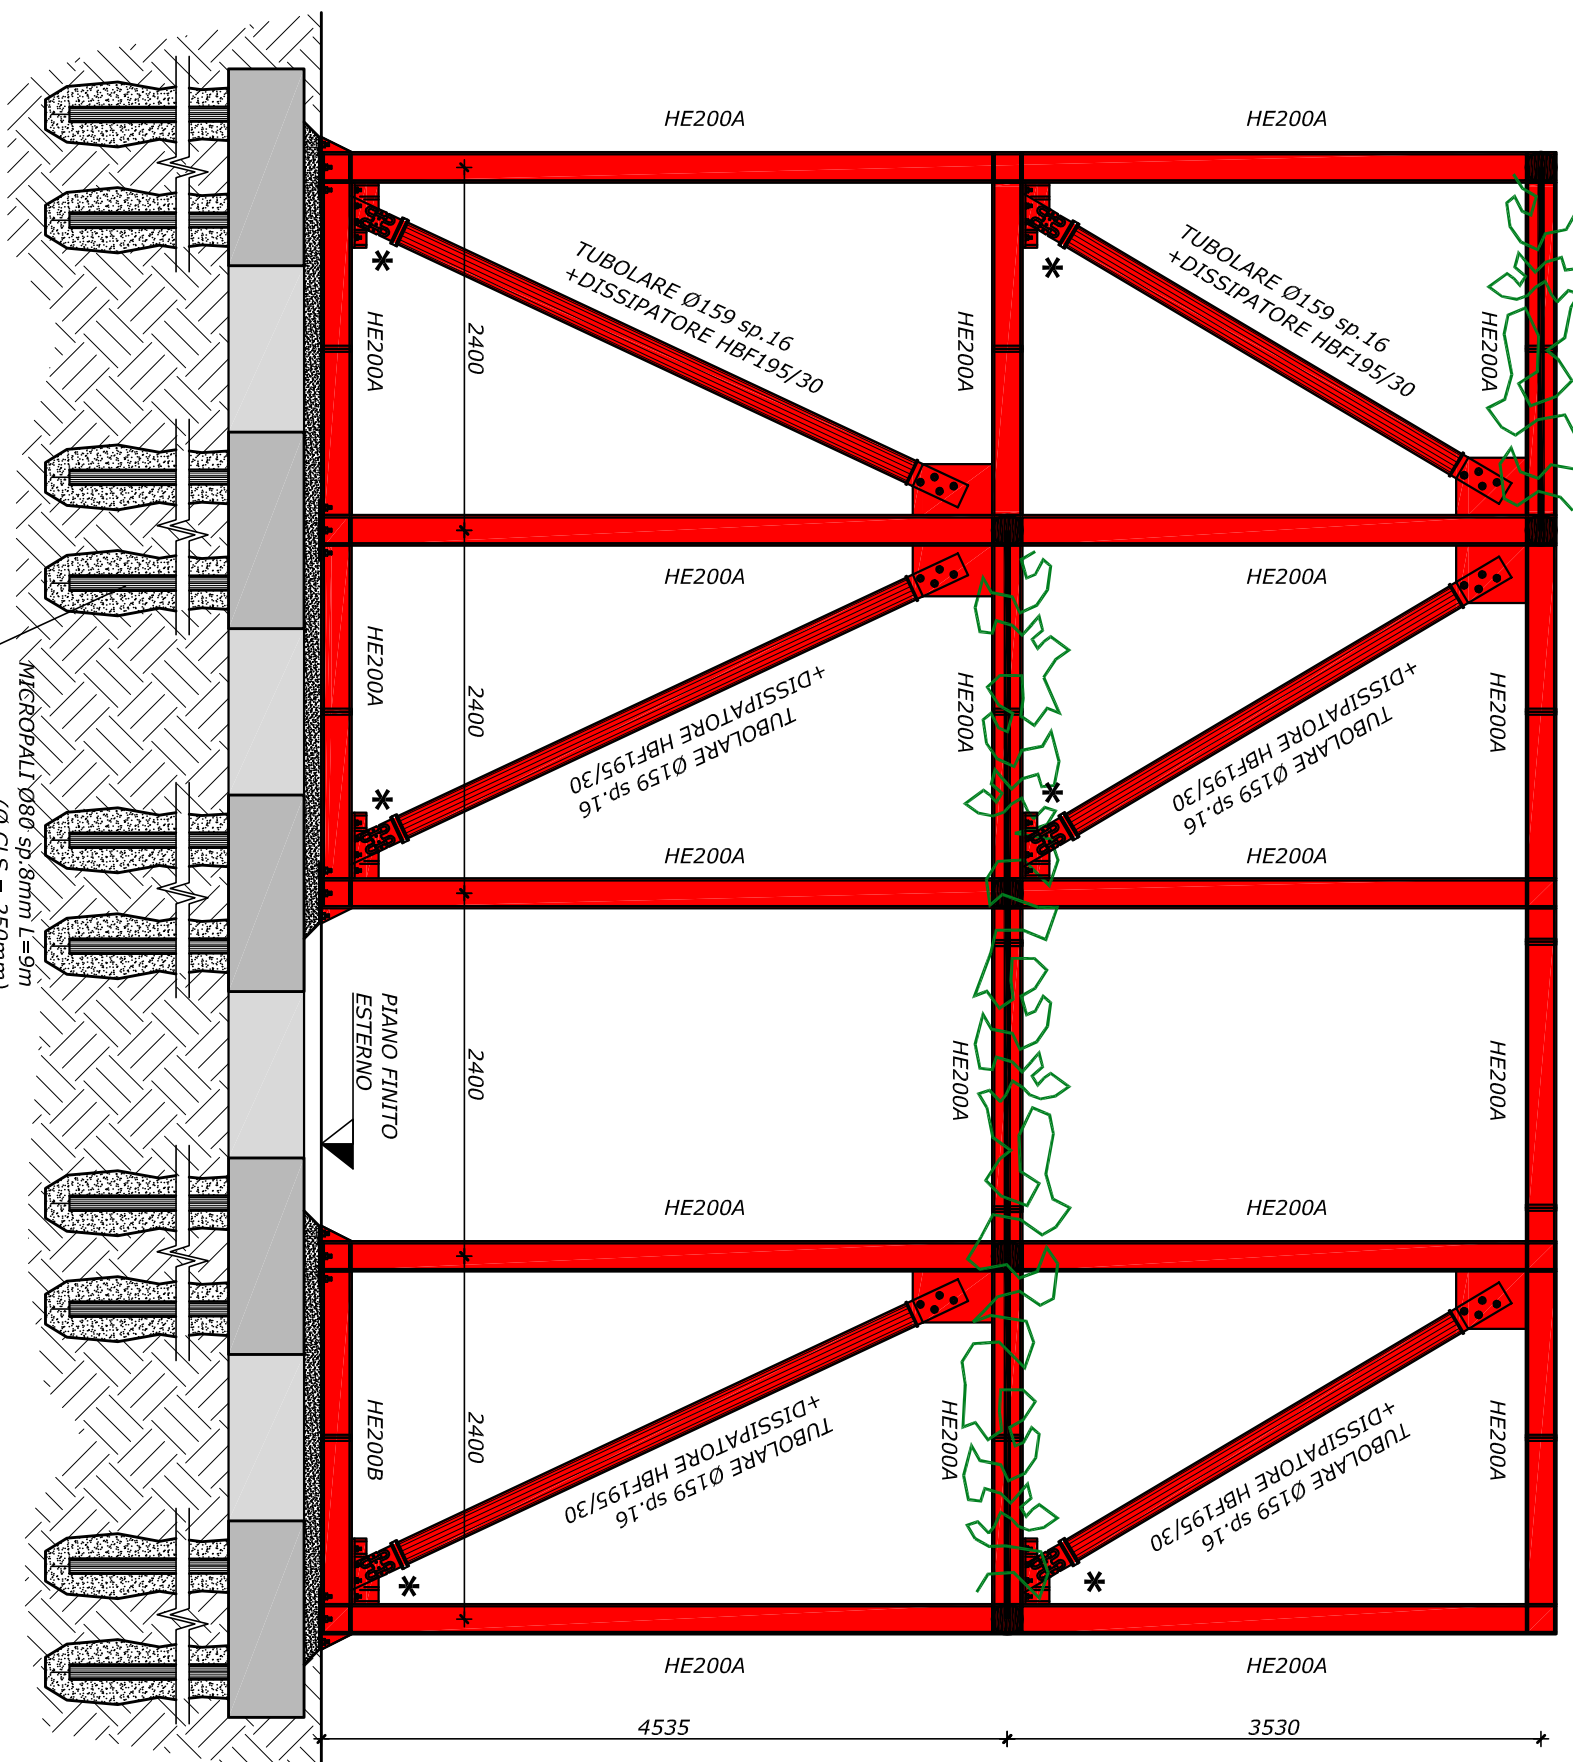 HE200A
HE200A
TUBOLARE Ø159 sp.16
+DISSIPATORE HBF195/30
TUBOLARE Ø159 sp.16
+DISSIPATORE HBF195/30
HE200A
2400
HE200A
HE200A
HE200A
HE200A
HE200A
2400
HE200A
HE200A
TUBOLARE Ø159 sp.16
+DISSIPATORE HBF195/30
TUBOLARE Ø159 sp.16
+DISSIPATORE HBF195/30
MICROPALI Ø80 sp.8mm L=9m
(Ø CLS = 250mm)
HE200A
HE200A
PIANO FINITO
ESTERNO
2400
HE200A
HE200A
HE200A
HE200A
HE200B
2400
HE200A
HE200A
TUBOLARE Ø159 sp.16
+DISSIPATORE HBF195/30
TUBOLARE Ø159 sp.16
+DISSIPATORE HBF195/30
HE200A
HE200A
4535
3530